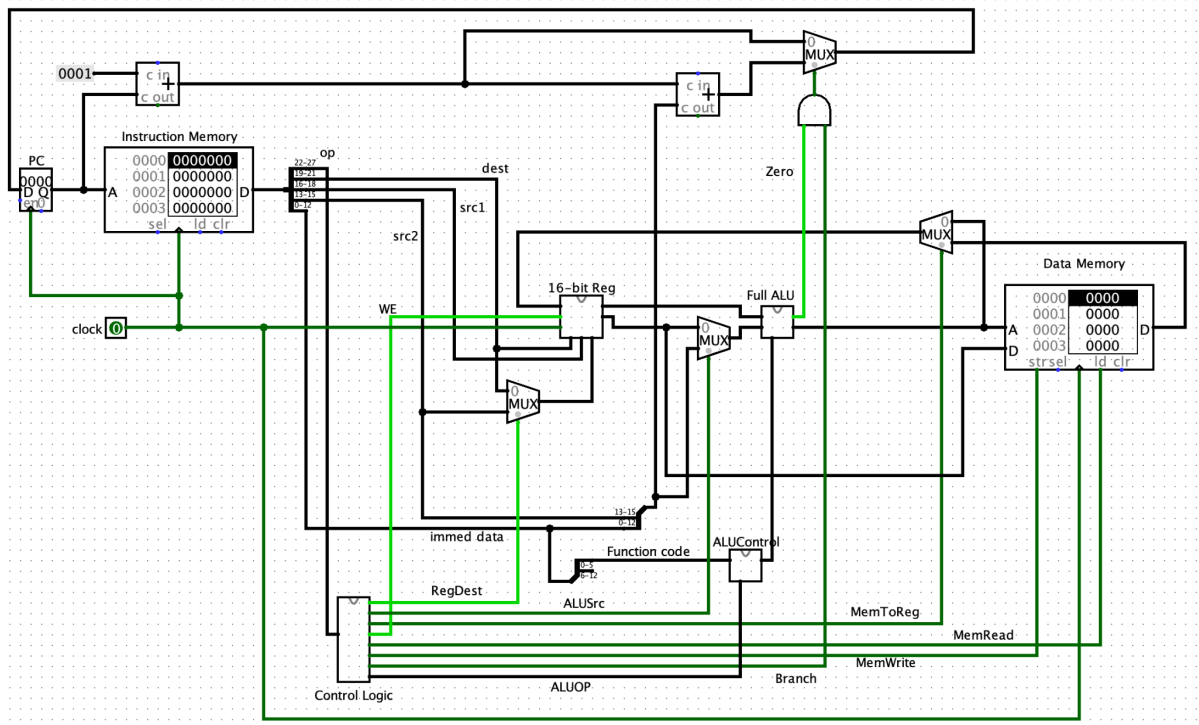 0
MUX
0001
c in
+
c out
c in
+
c out
Instruction Memory
PC
0000
D Q
en 0
A
0000 0000000
0001 0000000
0002 0000000
0003 0000000
D
sel ld clr
op
22-27
19-21
16-18
13-15
0-12
dest
src1
src2
Zero
0
MUX
Data Memory
0000 0000
0001 0000
0002 0000
0003 0000
A
D
D
str sel ld clr
16-bit Reg
Full ALU
WE
clock 0
0
MUX
0
MUX
13-15
0-12
immed data
ALUControl
Function code
0-5
6-12
RegDest
ALUSrc
MemToReg
MemRead
MemWrite
Branch
ALUOP
Control Logic